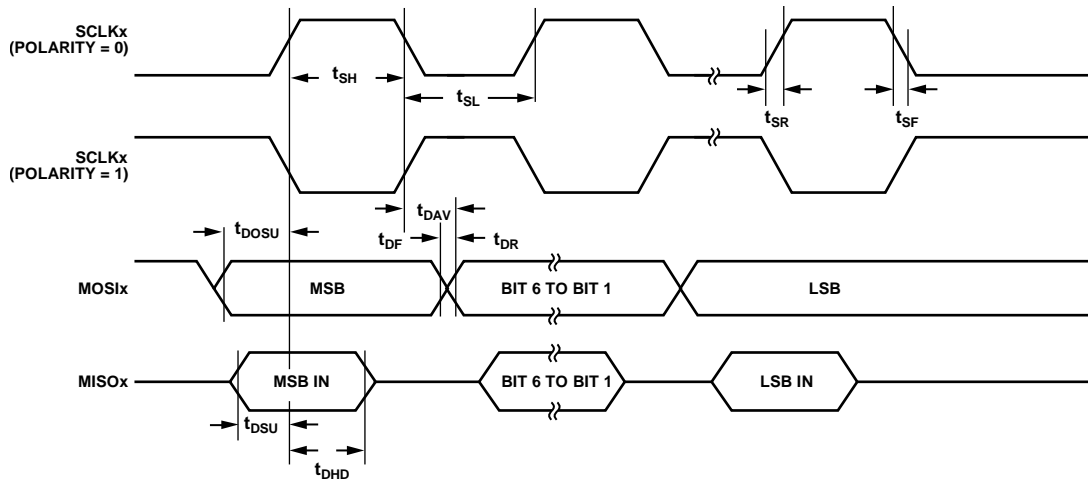 SCLKx
(POLARITY = 0)
tSH
tSL
tSR
tSF
SCLKx
(POLARITY = 1)
tDAV
tDOSU
tDF
tDR
MOSIx
MSB
BIT 6 TO BIT 1
LSB
MISOx
MSB IN
BIT 6 TO BIT 1
LSB IN
tDSU
tDHD